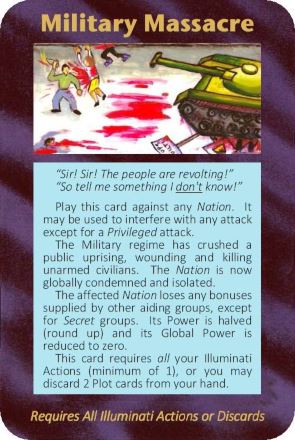 Military Massacre
“Sir! Sir! The people are revolting!”
“So tell me something I don't know!”
Play this card against any Nation. It
may be used to interfere with any attack
except for a Privileged attack.
The Military regime has crushed a
public uprising, wounding and killing
unarmed civilians. The Nation is now
globally condemned and isolated.
The affected Nation loses any bonuses
supplied by other aiding groups, except
for Secret groups. Its Power is halved
(round up) and its Global Power is
reduced to zero.
This card requires all your Illuminati
Actions (minimum of 1), or you may
discard 2 Plot cards from your hand.
Requires All Illuminati Actions or Discards